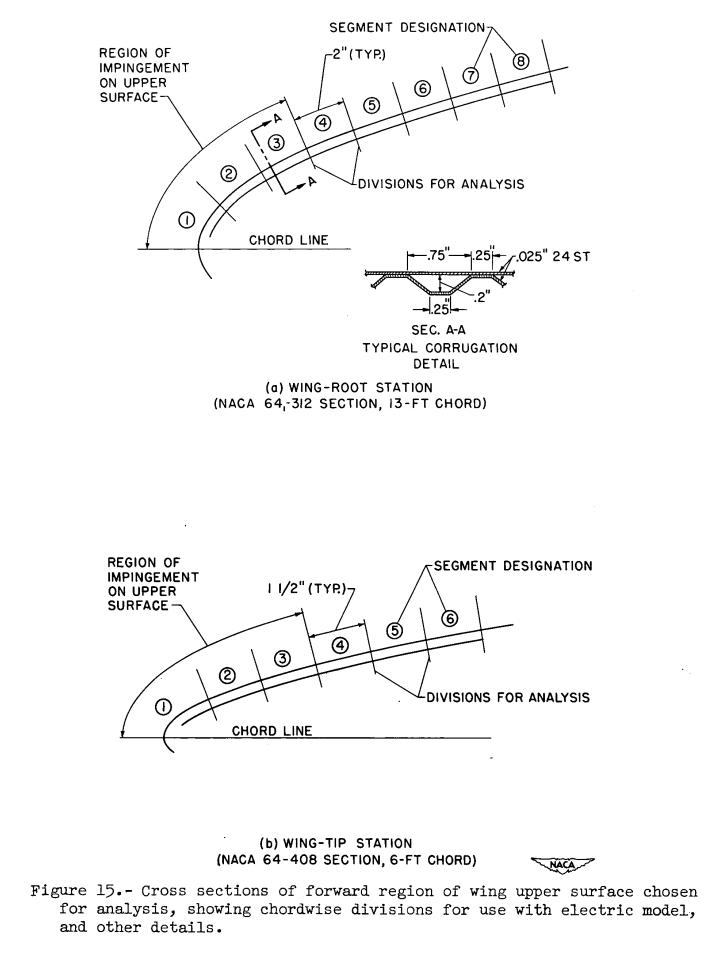 SEGMENT DESIGNATION
REGION OF
IMPINGEMENT
ON UPPER
SURFACE
2" (TYP.)
8
7
6
5
4
A
3
2
A
DIVISIONS FOR ANALYSIS
1
CHORD LINE
.75"
.25"
.025" 24 ST
.2"
.25"
SEC. A-A
TYPICAL CORRUGATION
DETAIL
(a) WING-ROOT STATION
(NACA 64,-312 SECTION, 13-FT CHORD)
REGION OF
IMPINGEMENT
ON UPPER
SURFACE
SEGMENT DESIGNATION
1 1/2" (TYP.)
6
5
4
3
2
1
DIVISIONS FOR ANALYSIS
CHORD LINE
(b) WING-TIP STATION
(NACA 64-408 SECTION, 6-FT CHORD)
NACA
Figure 15.- Cross sections of forward region of wing upper surface chosen
for analysis, showing chordwise divisions for use with electric model,
and other details.